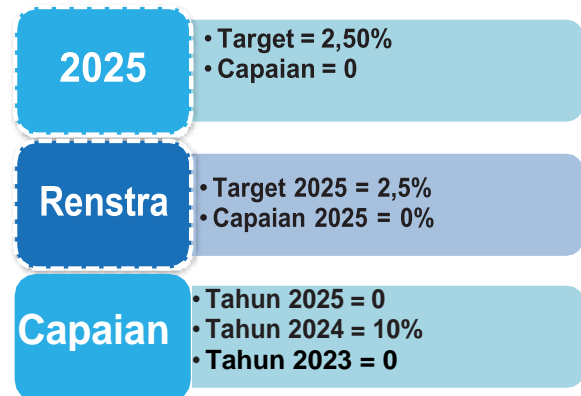 2025
• Target = 2,50%
• Capaian = 0
Renstra
• Target 2025 = 2,5%
• Capaian 2025 = 0%
Capaian
• Tahun 2025 = 0
• Tahun 2024 = 10%
• Tahun 2023 = 0